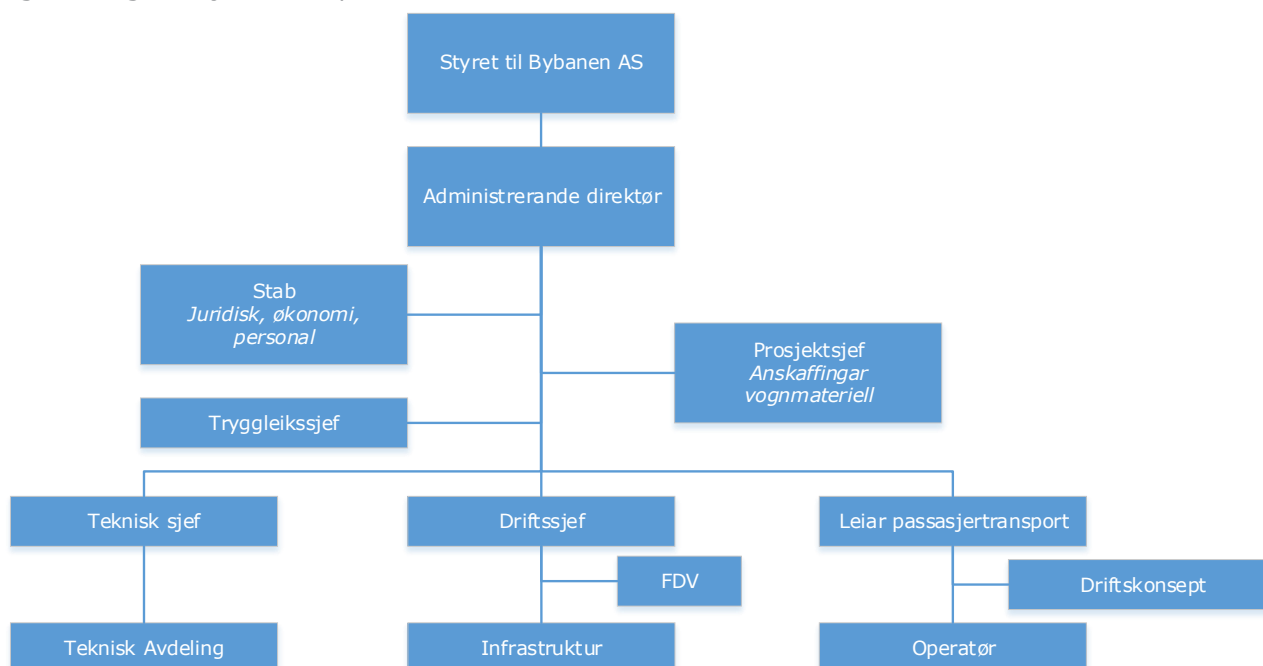 Styret til Bybanen AS
Administrerande direktør
Stab
Juridisk, økonomi,
personal
Prosjektsjef
Anskaffingar
vognmateriell
Tryggleikssjef
Teknisk sjef
Driftssjef
Leiar passasjertransport
FDV
Driftskonsept
Teknisk Avdeling
Infrastruktur
Operatør